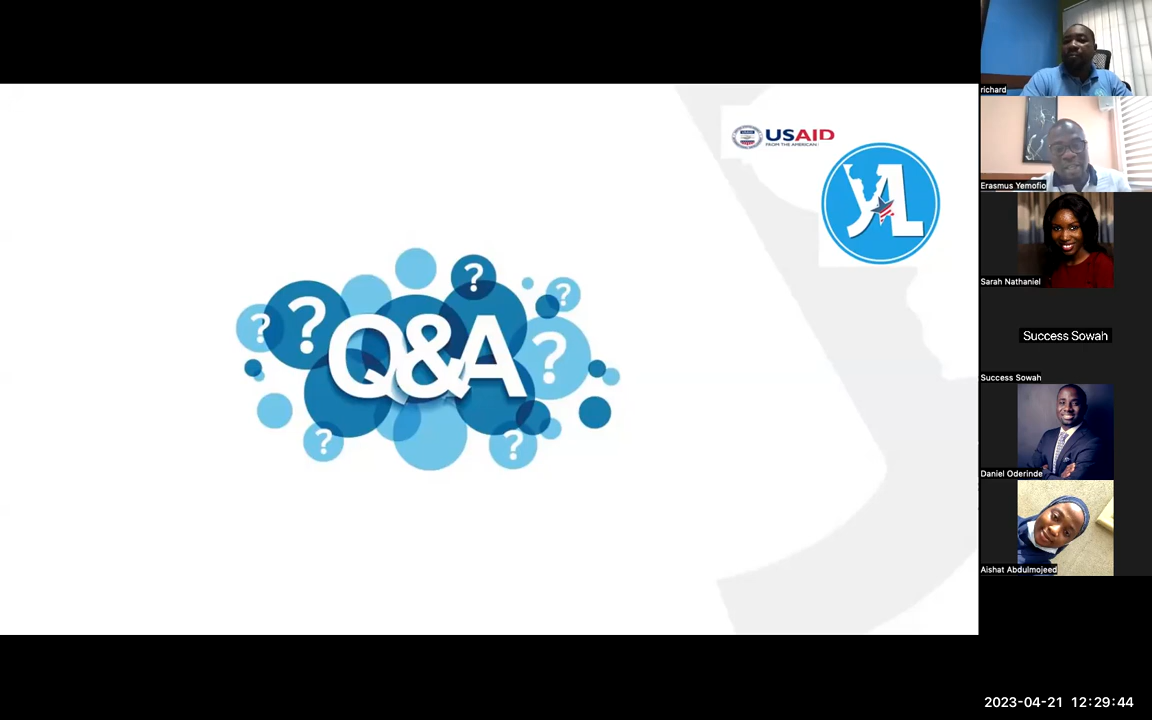 USAID
FROM THE AMERICAN
YAL
?
?
?
?
?
?
?
Q&A
richard
Erasmus Yemofio
Sarah Nathaniel
Success Sowah
Success Sowah
Daniel Oderinde
Aishat Abdulmojeed
2023-04-21 12:29:44